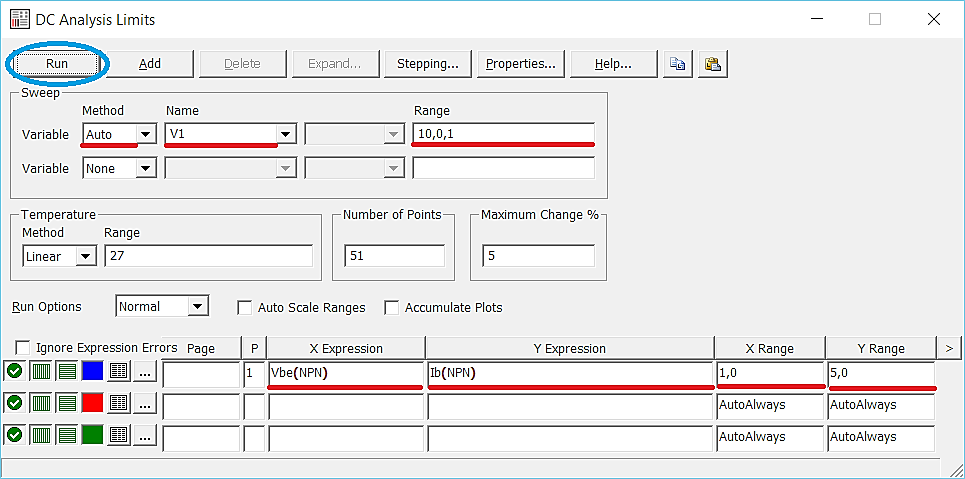 DC Analysis Limits
Run Add Delete Expand... Stepping... Properties... Help...
Sweep
Method Name Range
Variable Auto V1 10,0,1
Variable None
Temperature Number of Points Maximum Change %
Method Range
Linear 27 51 5
Run Options Normal Auto Scale Ranges Accumulate Plots
Ignore Expression Errors Page P X Expression Y Expression X Range Y Range >
... 1 Vbe(NPN) Ib(NPN) 1,0 5,0
... AutoAlways AutoAlways
... AutoAlways AutoAlways